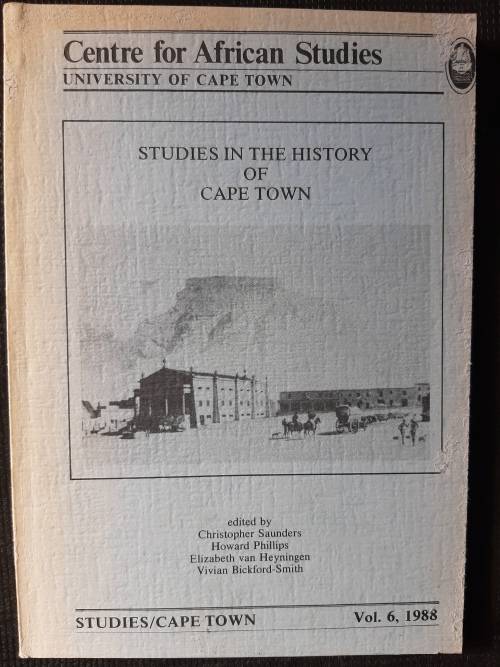 Centre for African Studies
UNIVERSITY OF CAPE TOWN
STUDIES IN THE HISTORY
OF
CAPE TOWN
edited by
Christopher Saunders
Howard Phillips
Elizabeth van Heyningen
Vivian Bickford-Smith
STUDIES/CAPE TOWN
Vol. 6, 1988